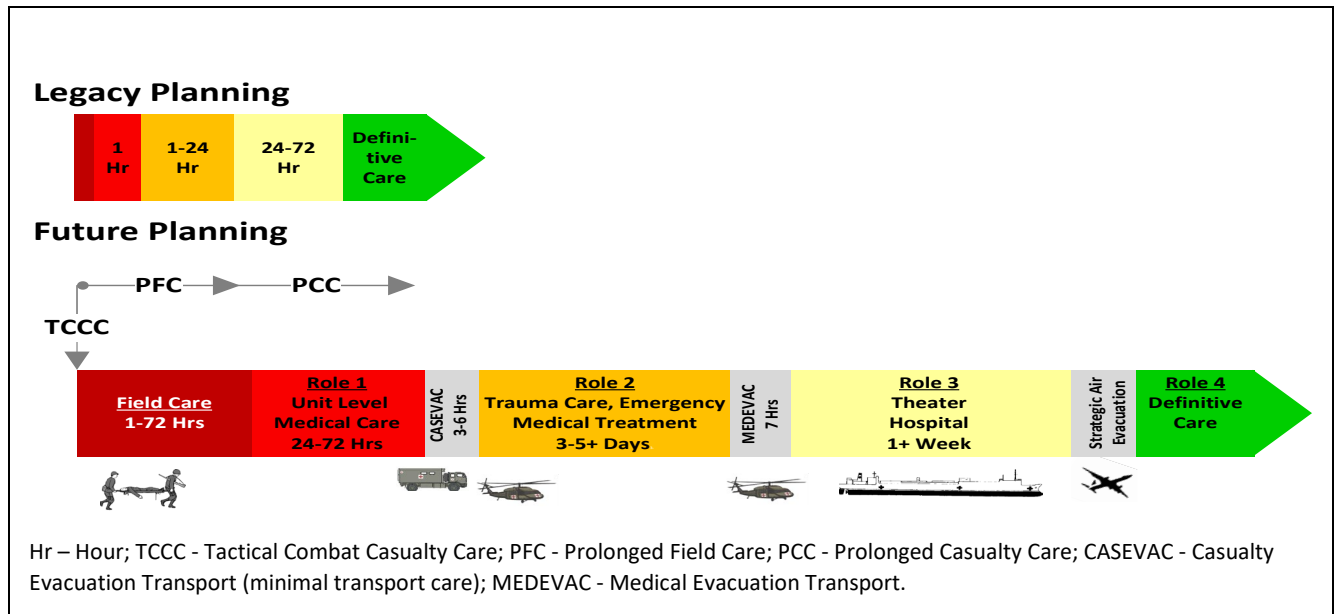 Legacy Planning
1
Hr
1-24
Hr
24-72
Hr
Defini-
tive
Care
Future Planning
PFC
PCC
TCCC
Field Care
1-72 Hrs
Role 1
Unit Level
Medical Care
24-72 Hrs
CASEVAC
3-6 Hrs
Role 2
Trauma Care, Emergency
Medical Treatment
3-5+ Days
MEDEVAC
7 Hrs
Role 3
Theater
Hospital
1+ Week
Strategic Air
Evacuation
Role 4
Definitive
Care
Hr – Hour; TCCC - Tactical Combat Casualty Care; PFC - Prolonged Field Care; PCC - Prolonged Casualty Care; CASEVAC - Casualty
Evacuation Transport (minimal transport care); MEDEVAC - Medical Evacuation Transport.